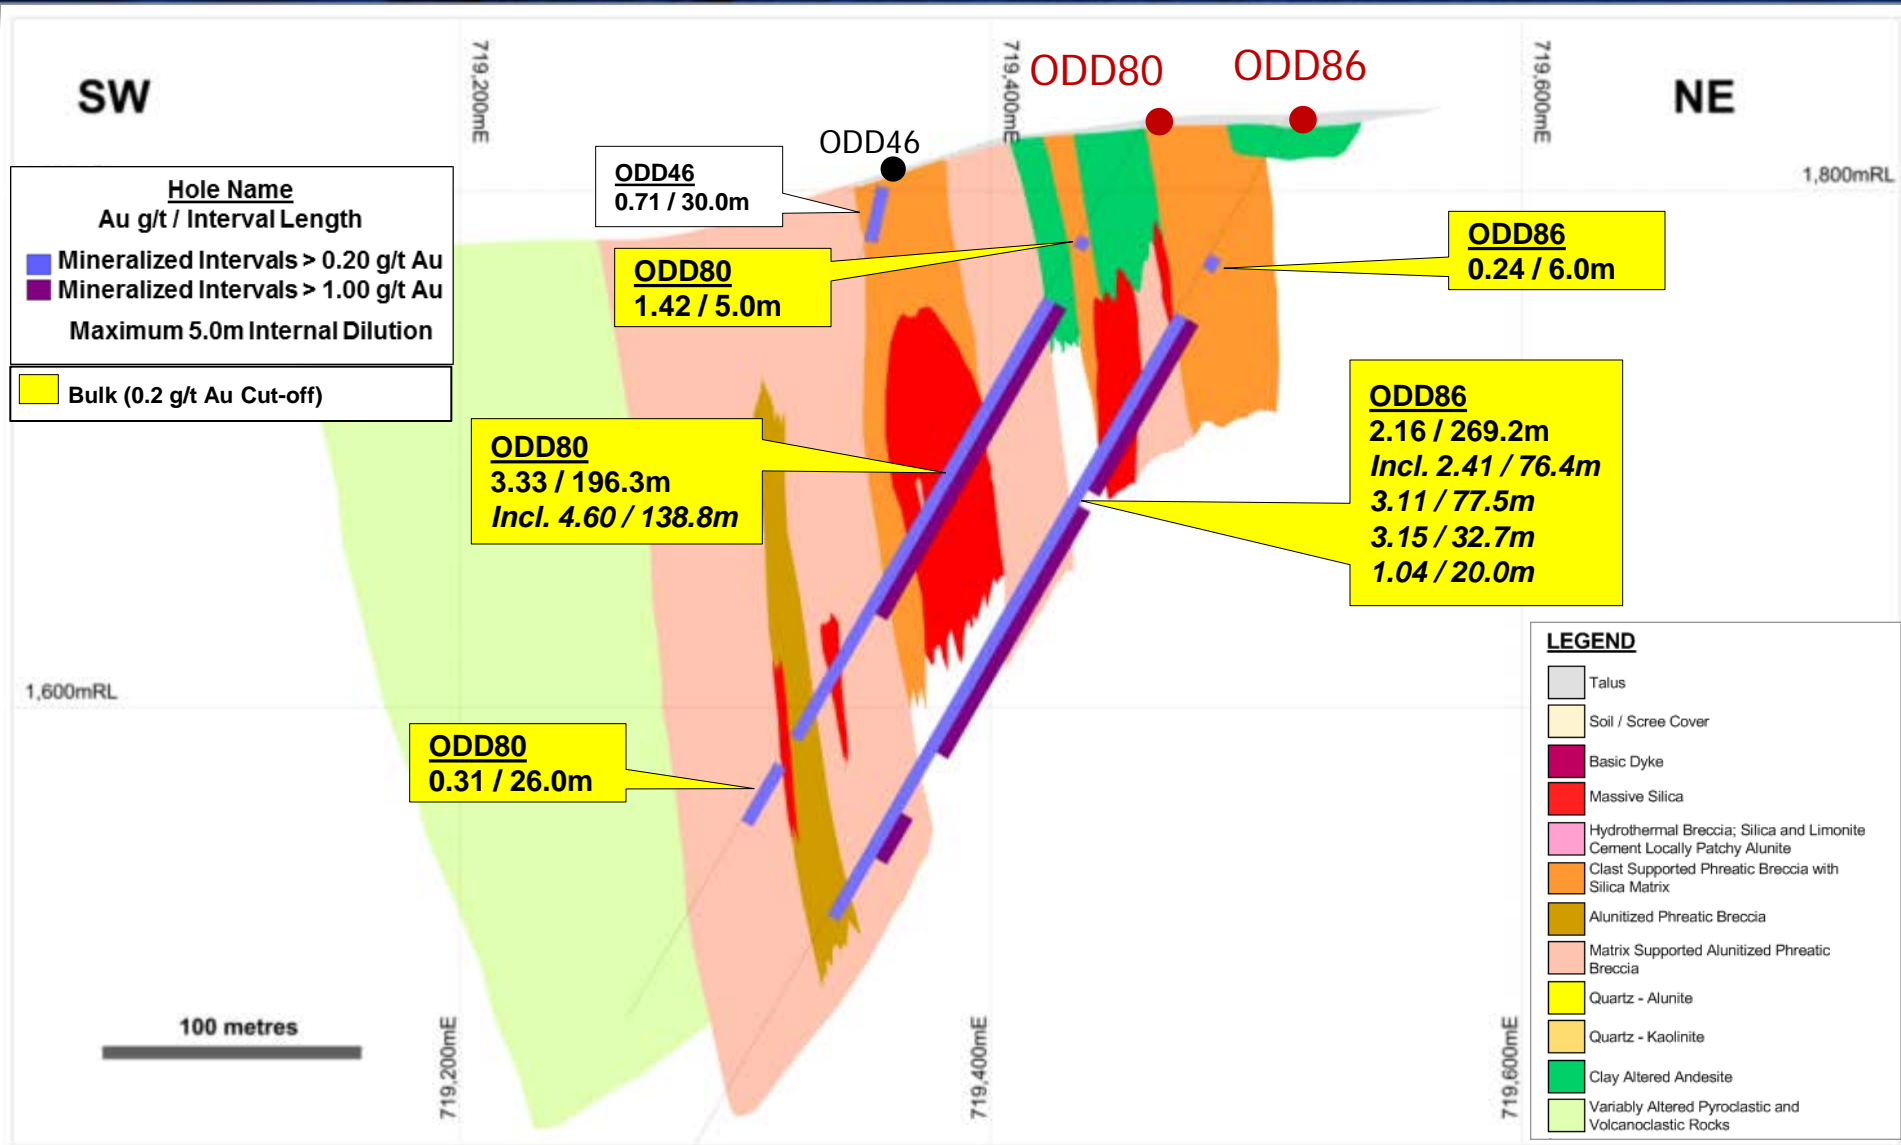 SW
719,200mE
719,400mE
ODD80
ODD86
719,600mE
NE
ODD46
1,800mRL
Hole Name
Au g/t / Interval Length
Mineralized Intervals > 0.20 g/t Au
Mineralized Intervals > 1.00 g/t Au
Maximum 5.0m Internal Dilution
Bulk (0.2 g/t Au Cut-off)
ODD46
0.71 / 30.0m
ODD80
1.42 / 5.0m
ODD86
0.24 / 6.0m
ODD80
3.33 / 196.3m
Incl. 4.60 / 138.8m
ODD86
2.16 / 269.2m
Incl. 2.41 / 76.4m
3.11 / 77.5m
3.15 / 32.7m
1.04 / 20.0m
1,600mRL
ODD80
0.31 / 26.0m
100 metres
719,200mE
719,400mE
719,600mE
LEGEND
Talus
Soil / Scree Cover
Basic Dyke
Massive Silica
Hydrothermal Breccia; Silica and Limonite
Cement Locally Patchy Alunite
Clast Supported Phreatic Breccia with
Silica Matrix
Alunitized Phreatic Breccia
Matrix Supported Alunitized Phreatic
Breccia
Quartz - Alunite
Quartz - Kaolinite
Clay Altered Andesite
Variably Altered Pyroclastic and
Volcanoclastic Rocks